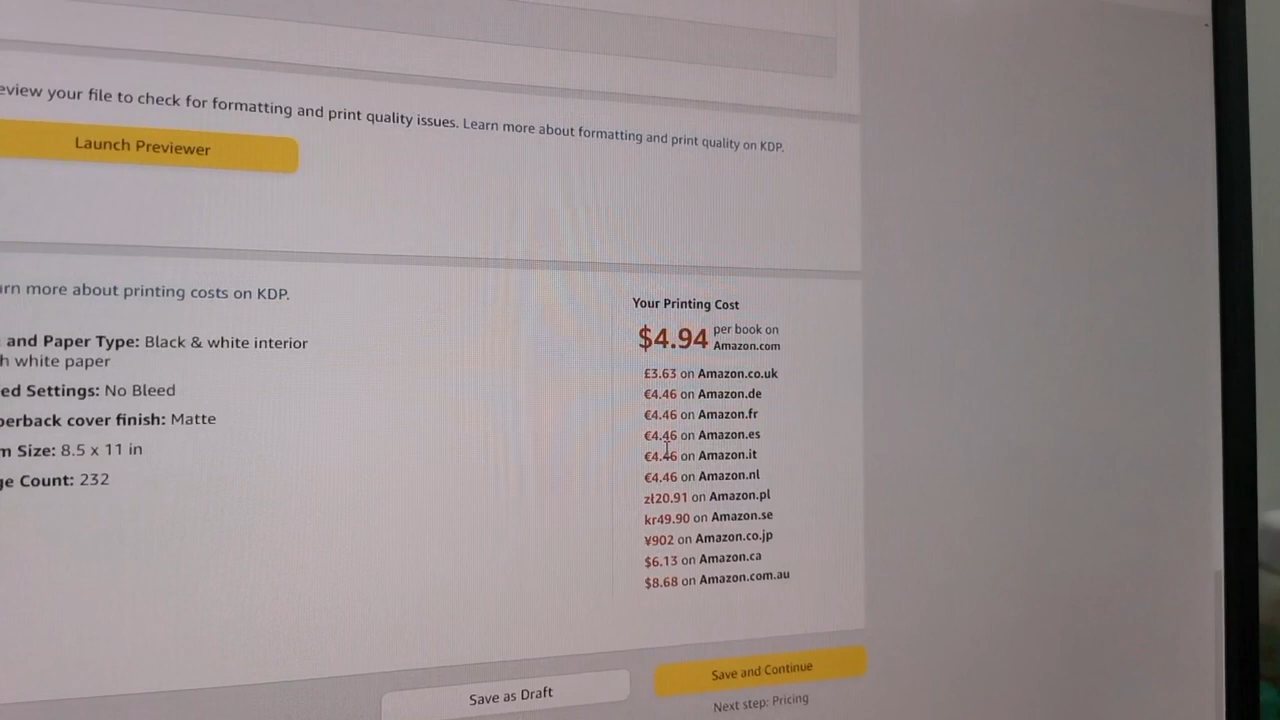 view your file to check for formatting and print quality issues. Learn more about formatting and print quality on KDP.
Launch Previewer
rn more about printing costs on KDP.
and Paper Type: Black & white interior
h white paper
ed Settings: No Bleed
perback cover finish: Matte
m Size: 8.5 x 11 in
ge Count: 232
Your Printing Cost
$4.94 per book on
Amazon.com
£3.63 on Amazon.co.uk
€4.46 on Amazon.de
€4.46 on Amazon.fr
€4.46 on Amazon.es
€4.46 on Amazon.it
€4.46 on Amazon.nl
zł20.91 on Amazon.pl
kr49.90 on Amazon.se
¥902 on Amazon.co.jp
$6.13 on Amazon.ca
$8.68 on Amazon.com.au
Save as Draft
Save and Continue
Next step: Pricing